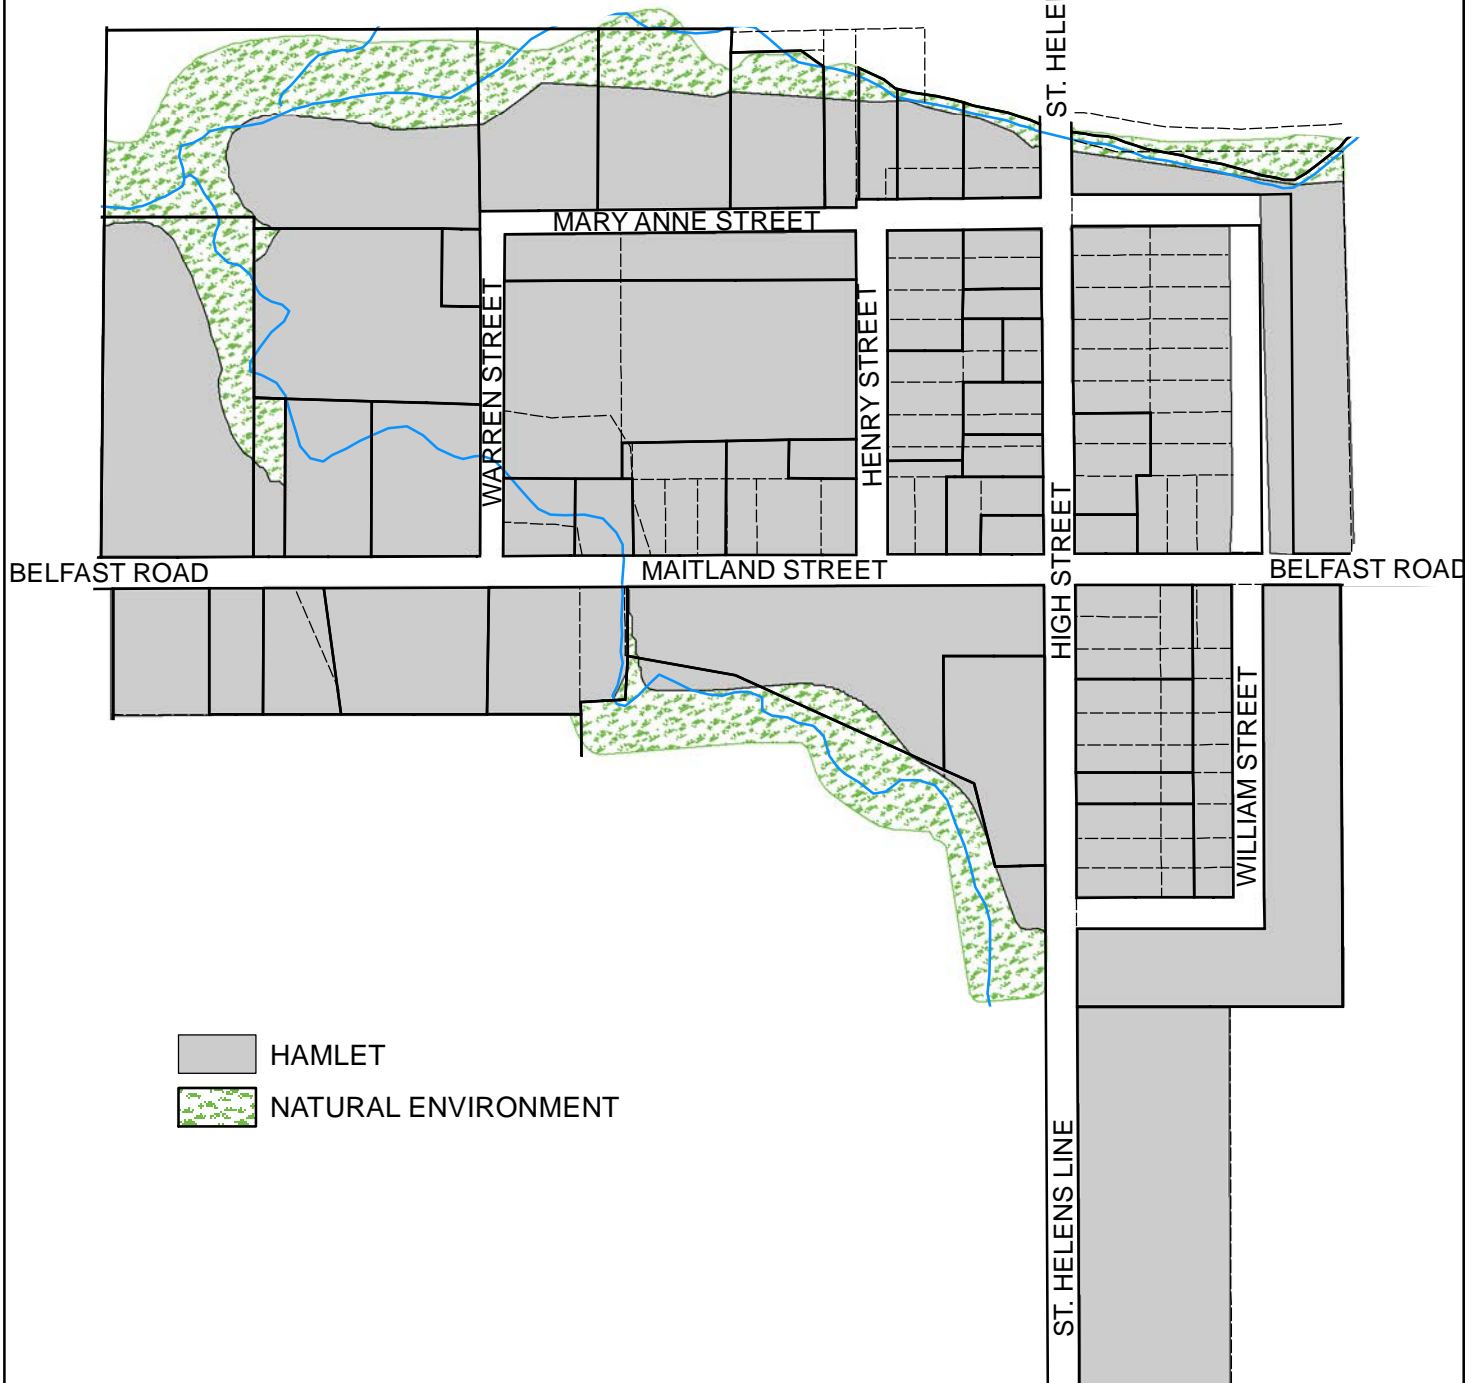 ST. HELE
MARY ANNE STREET
WARREN STREET
HENRY STREET
HIGH STREET
BELFAST ROAD
MAITLAND STREET
BELFAST ROAD
WILLIAM STREET
HAMLET
NATURAL ENVIRONMENT
ST. HELENS LINE